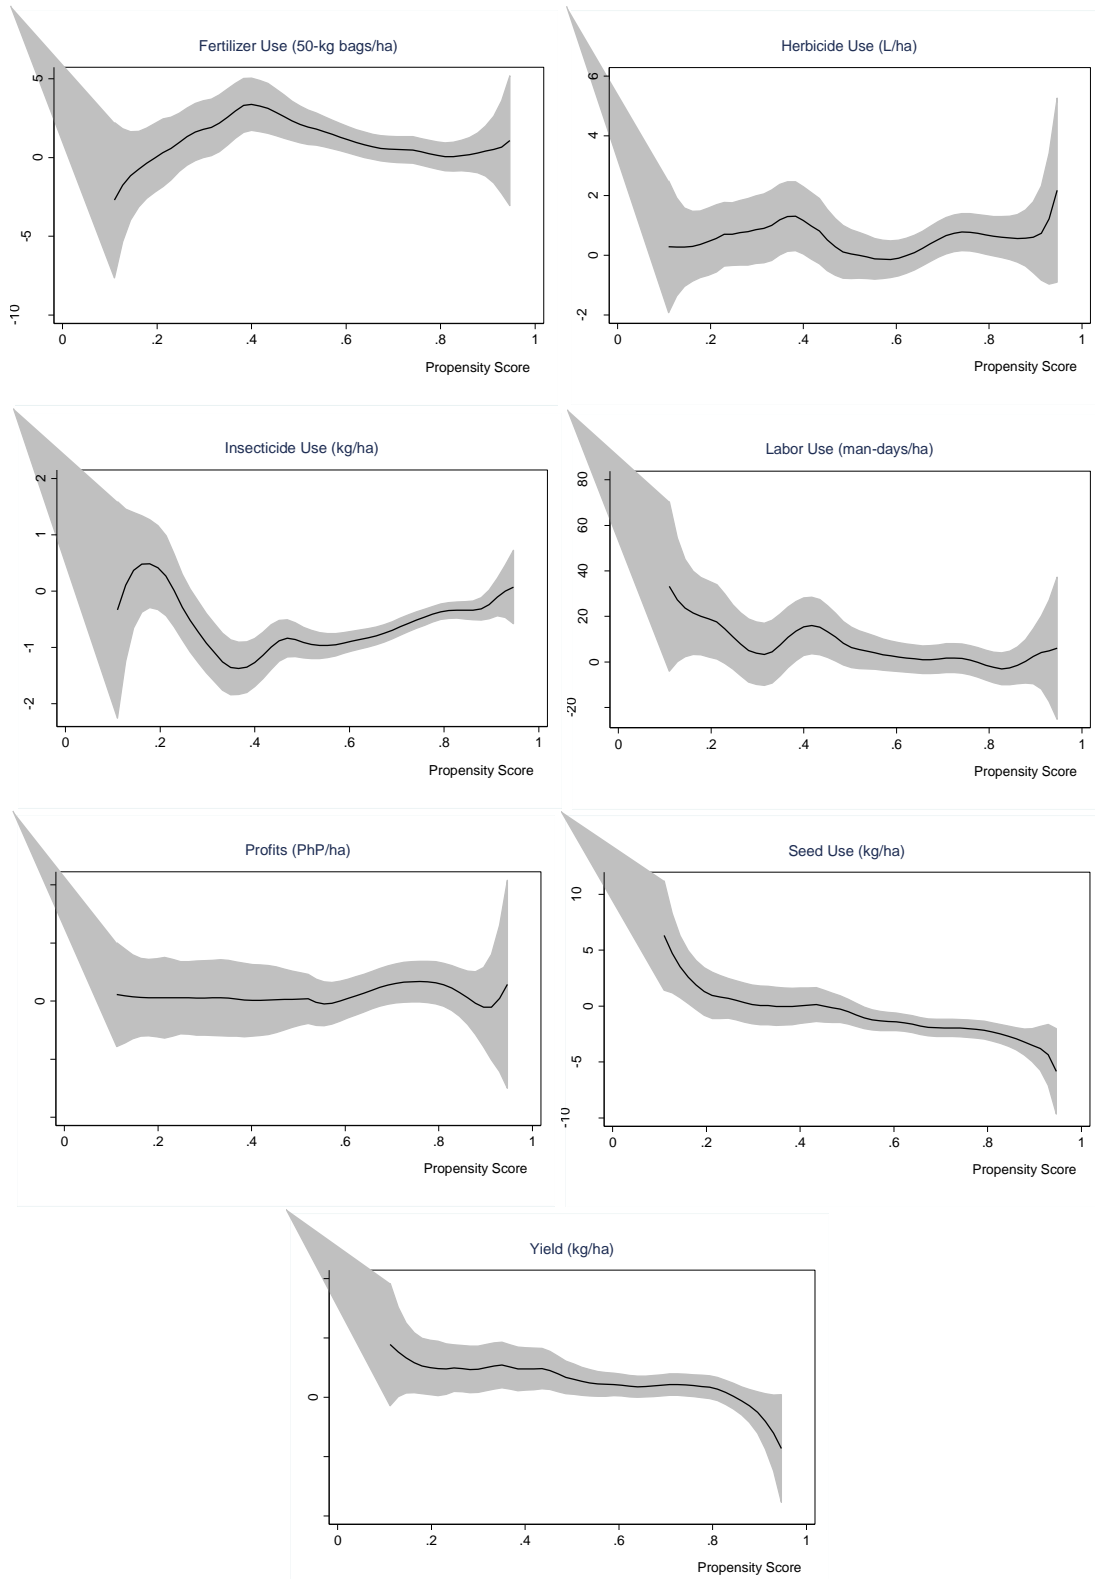 Fertilizer Use (50-kg bags/ha)
5
0
-5
-10
0 .2 .4 .6 .8 1
Propensity Score
Herbicide Use (L/ha)
6
4
2
0
-2
0 .2 .4 .6 .8 1
Propensity Score
Insecticide Use (kg/ha)
2
1
0
-1
-2
0 .2 .4 .6 .8 1
Propensity Score
Labor Use (man-days/ha)
80
60
40
20
0
-20
0 .2 .4 .6 .8 1
Propensity Score
Profits (PhP/ha)
0
0 .2 .4 .6 .8 1
Propensity Score
Seed Use (kg/ha)
10
5
0
-5
-10
0 .2 .4 .6 .8 1
Propensity Score
Yield (kg/ha)
0
0 .2 .4 .6 .8 1
Propensity Score